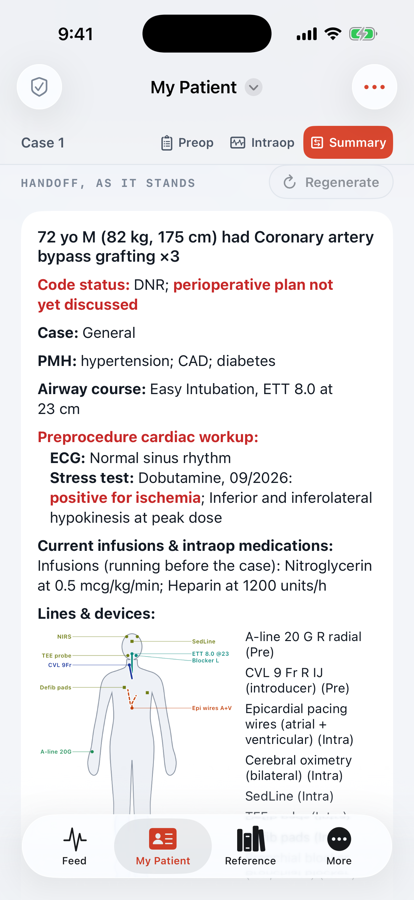 9:41
My Patient
Case 1
Preop
Intraop
Summary
HANDOFF, AS IT STANDS
Regenerate
72 yo M (82 kg, 175 cm) had Coronary artery
bypass grafting ×3
Code status: DNR; perioperative plan not
yet discussed
Case: General
PMH: hypertension; CAD; diabetes
Airway course: Easy Intubation, ETT 8.0 at
23 cm
Preprocedure cardiac workup:
ECG: Normal sinus rhythm
Stress test: Dobutamine, 09/2026:
positive for ischemia; Inferior and inferolateral
hypokinesis at peak dose
Current infusions & intraop medications:
Infusions (running before the case): Nitroglycerin
at 0.5 mcg/kg/min; Heparin at 1200 units/h
Lines & devices:
NIRS
TEE probe
CVL 9Fr
Defib pads
A-line 20G
SedLine
ETT 8.0 @23
Blocker L
Epi wires A+V
A-line 20 G R radial
(Pre)
CVL 9 Fr R IJ
(introducer) (Pre)
Epicardial pacing
wires (atrial +
ventricular) (Intra)
Cerebral oximetry
(bilateral) (Intra)
SedLine (Intra)
Feed
My Patient
Reference
More